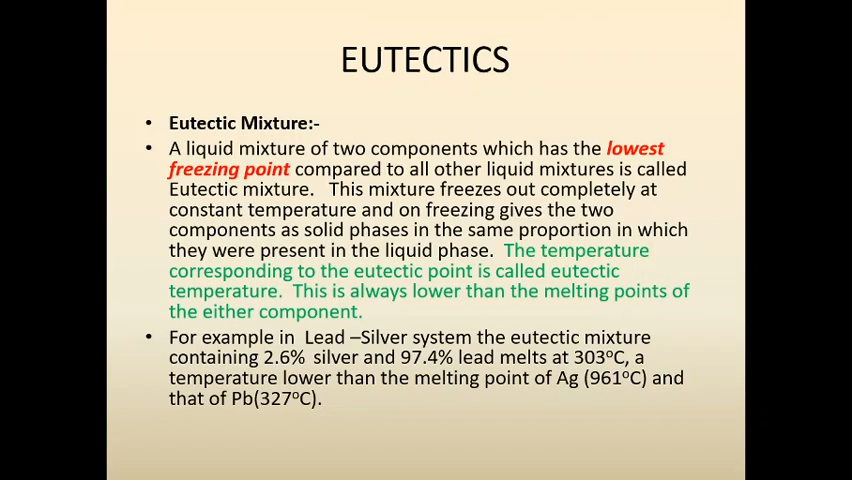 EUTECTICS
• Eutectic Mixture:-
• A liquid mixture of two components which has the lowest
freezing point compared to all other liquid mixtures is called
Eutectic mixture.   This mixture freezes out completely at
constant temperature and on freezing gives the two
components as solid phases in the same proportion in which
they were present in the liquid phase.  The temperature
corresponding to the eutectic point is called eutectic
temperature.  This is always lower than the melting points of
the either component.
• For example in  Lead –Silver system the eutectic mixture
containing 2.6%  silver and 97.4% lead melts at 303ºC, a
temperature lower than the melting point of Ag (961ºC) and
that of Pb(327ºC).